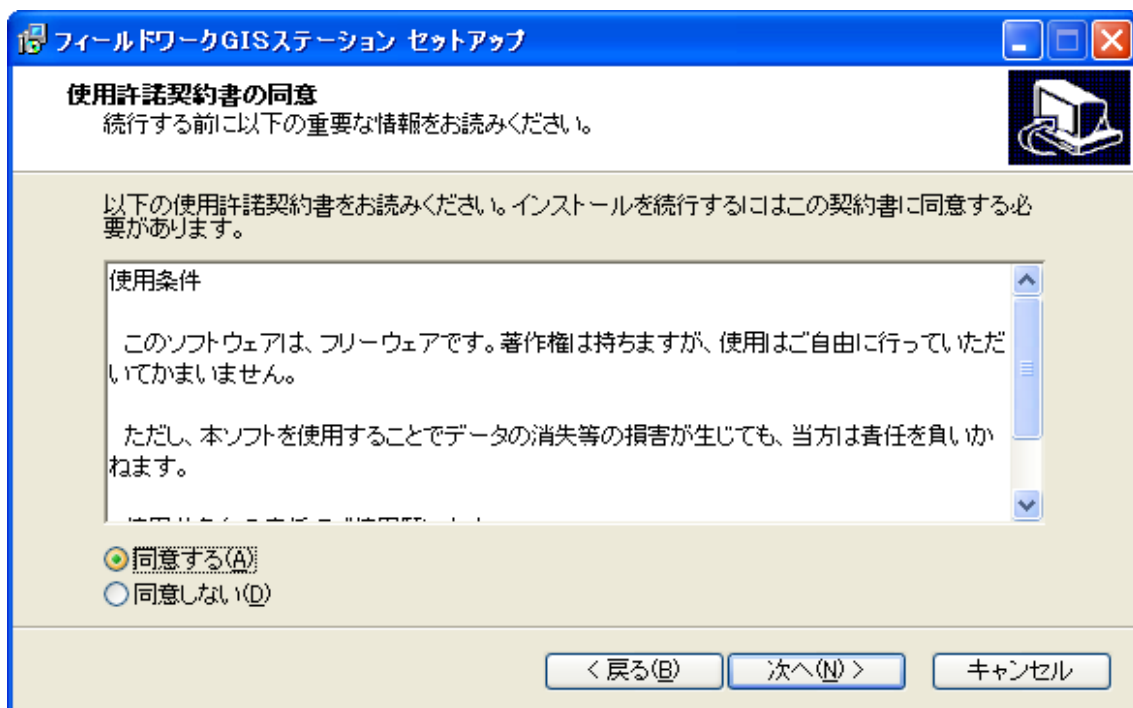 フィールドワークGISステーション セットアップ
使用許諾契約書の同意
続行する前に以下の重要な情報をお読みください。
以下の使用許諾契約書をお読みください。インストールを続行するにはこの契約書に同意する必
要があります。
使用条件
このソフトウェアは、フリーウェアです。著作権は持ちますが、使用はご自由に行っていただ
いてかまいません。
ただし、本ソフトを使用することでデータの消失等の損害が生じても、当方は責任を負いか
ねます。
同意する(A)
同意しない(D)
< 戻る(B)
次へ(N) >
キャンセル